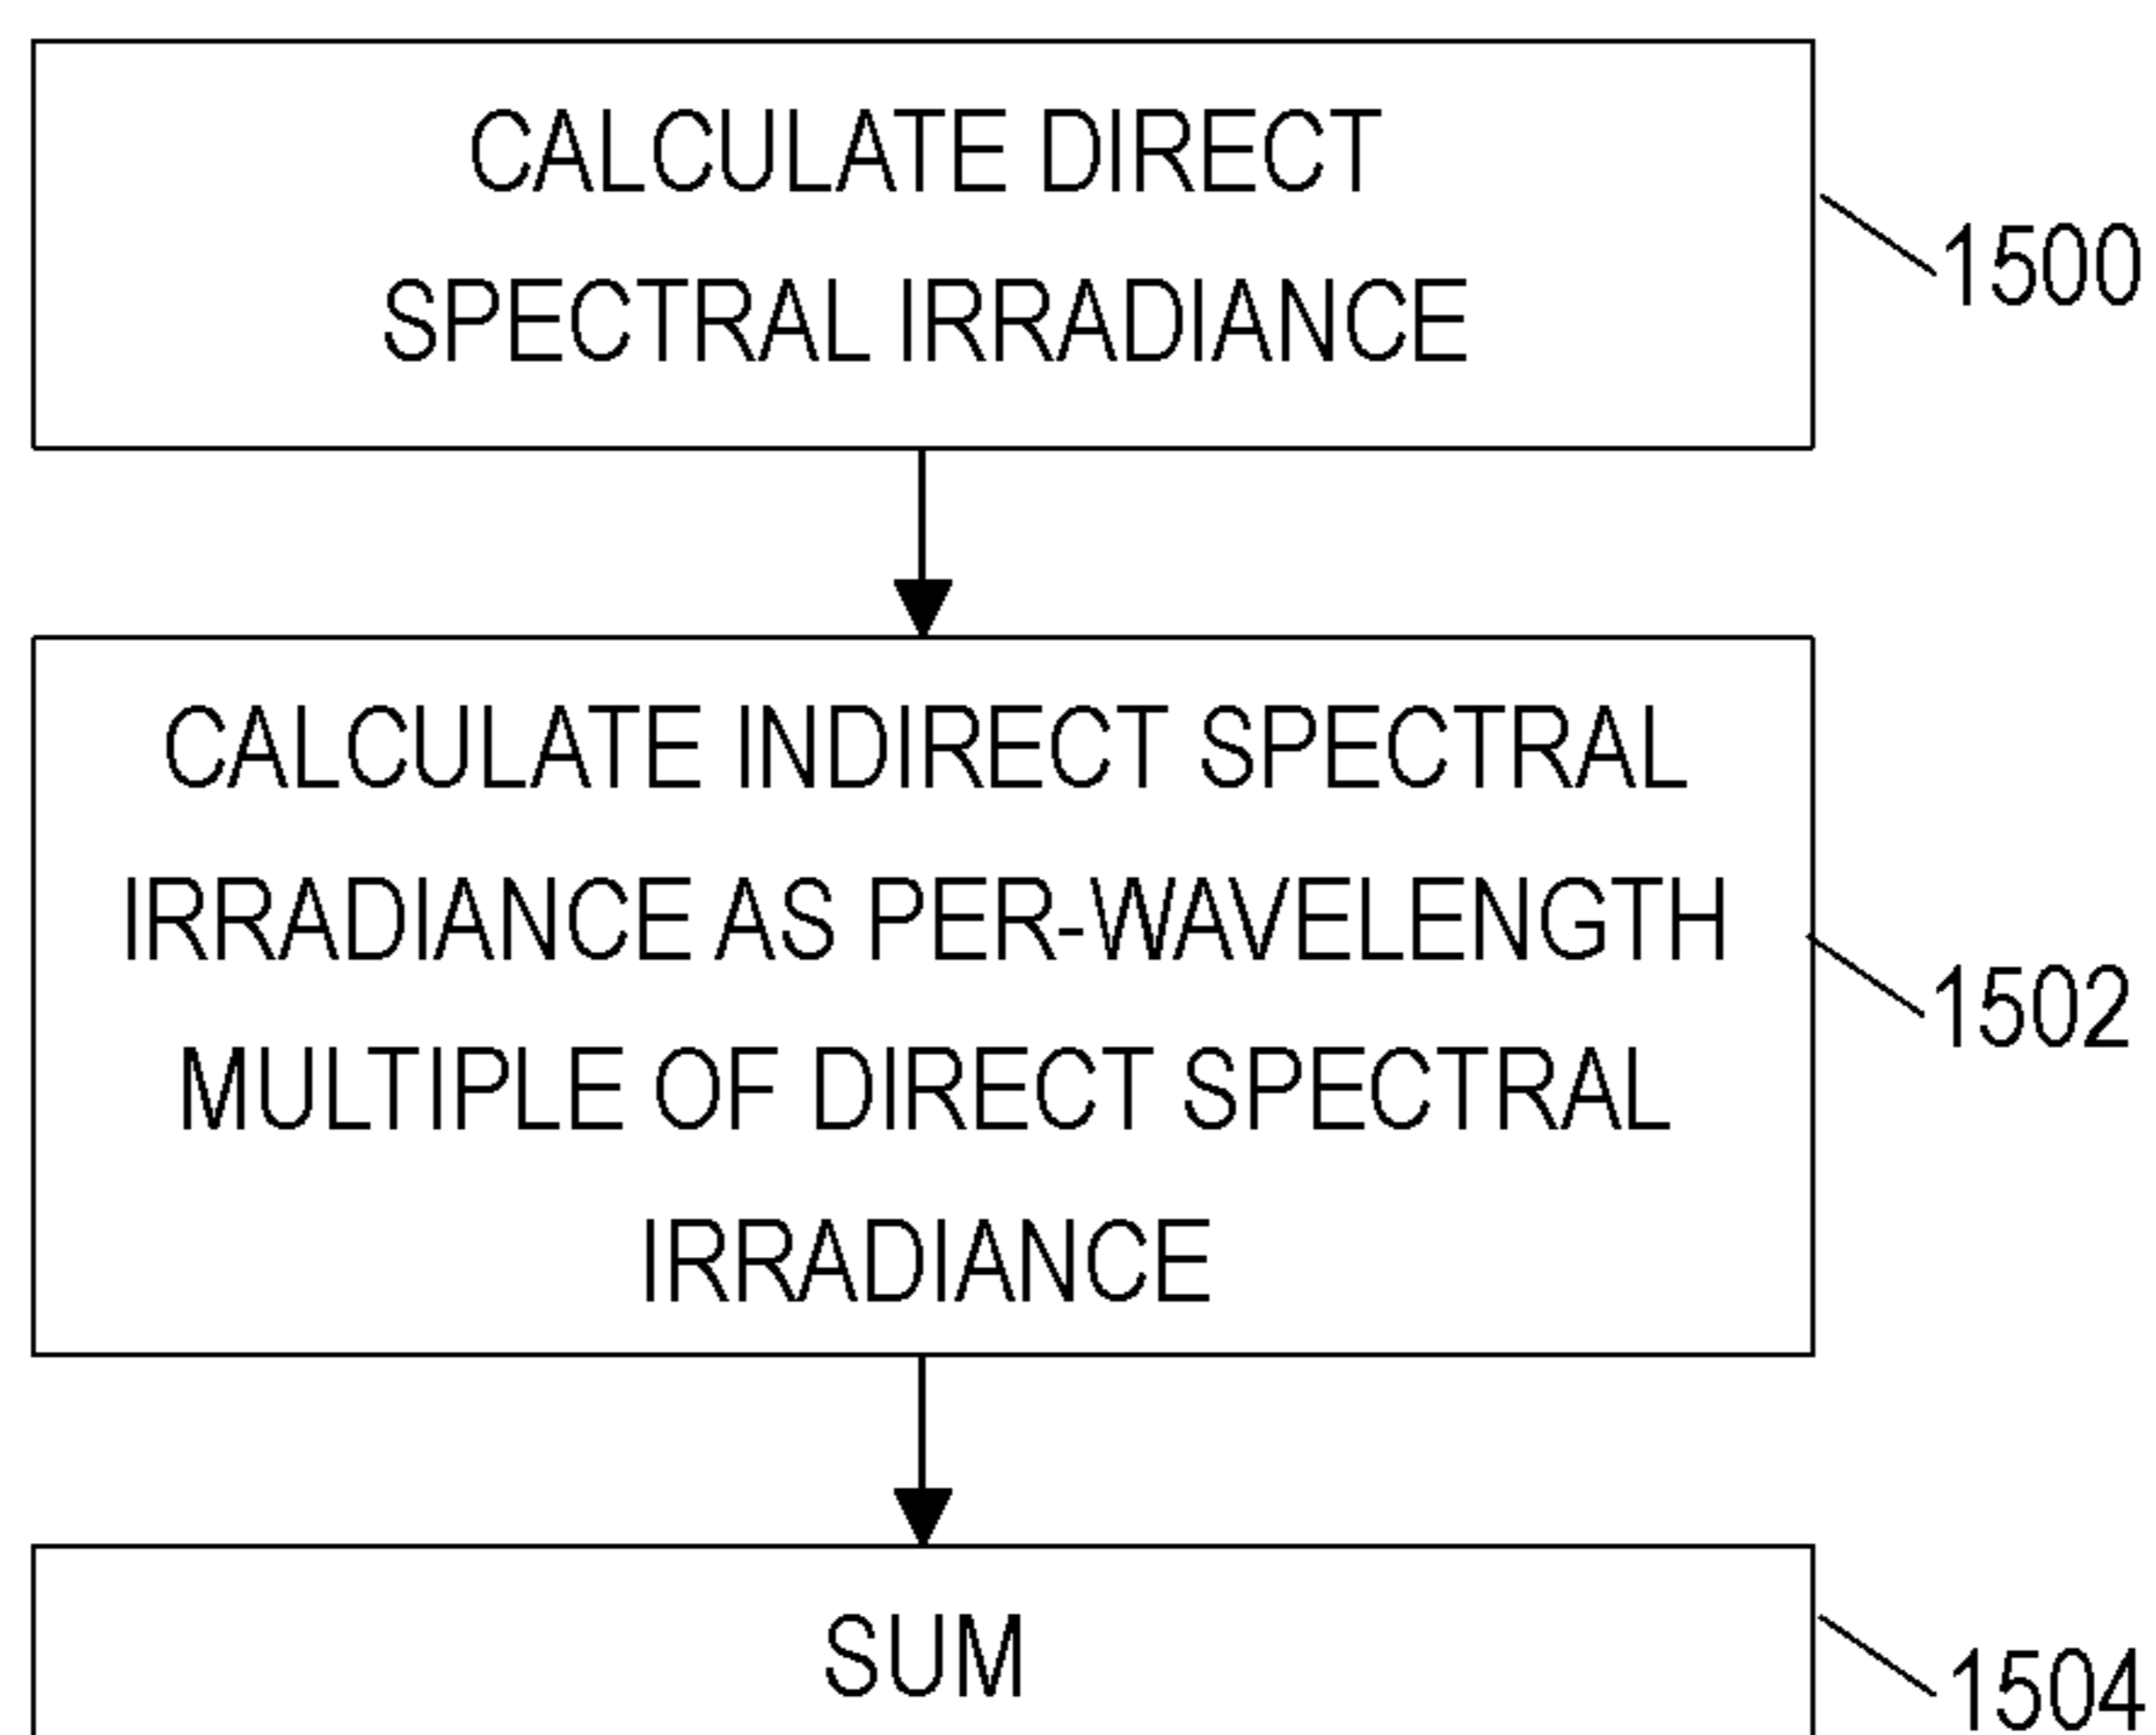 CALCULATE DIRECT
SPECTRAL IRRADIANCE
1500
CALCULATE INDIRECT SPECTRAL
IRRADIANCE AS PER-WAVELENGTH
MULTIPLE OF DIRECT SPECTRAL
IRRADIANCE
1502
SUM
1504